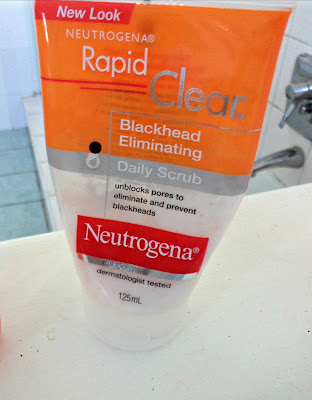 New Look
NEUTROGENA®
Rapid
Clear.
Blackhead
Eliminating
Daily Scrub
unblocks pores to
eliminate and prevent
blackheads
Neutrogena®
dermatologist tested
125mL